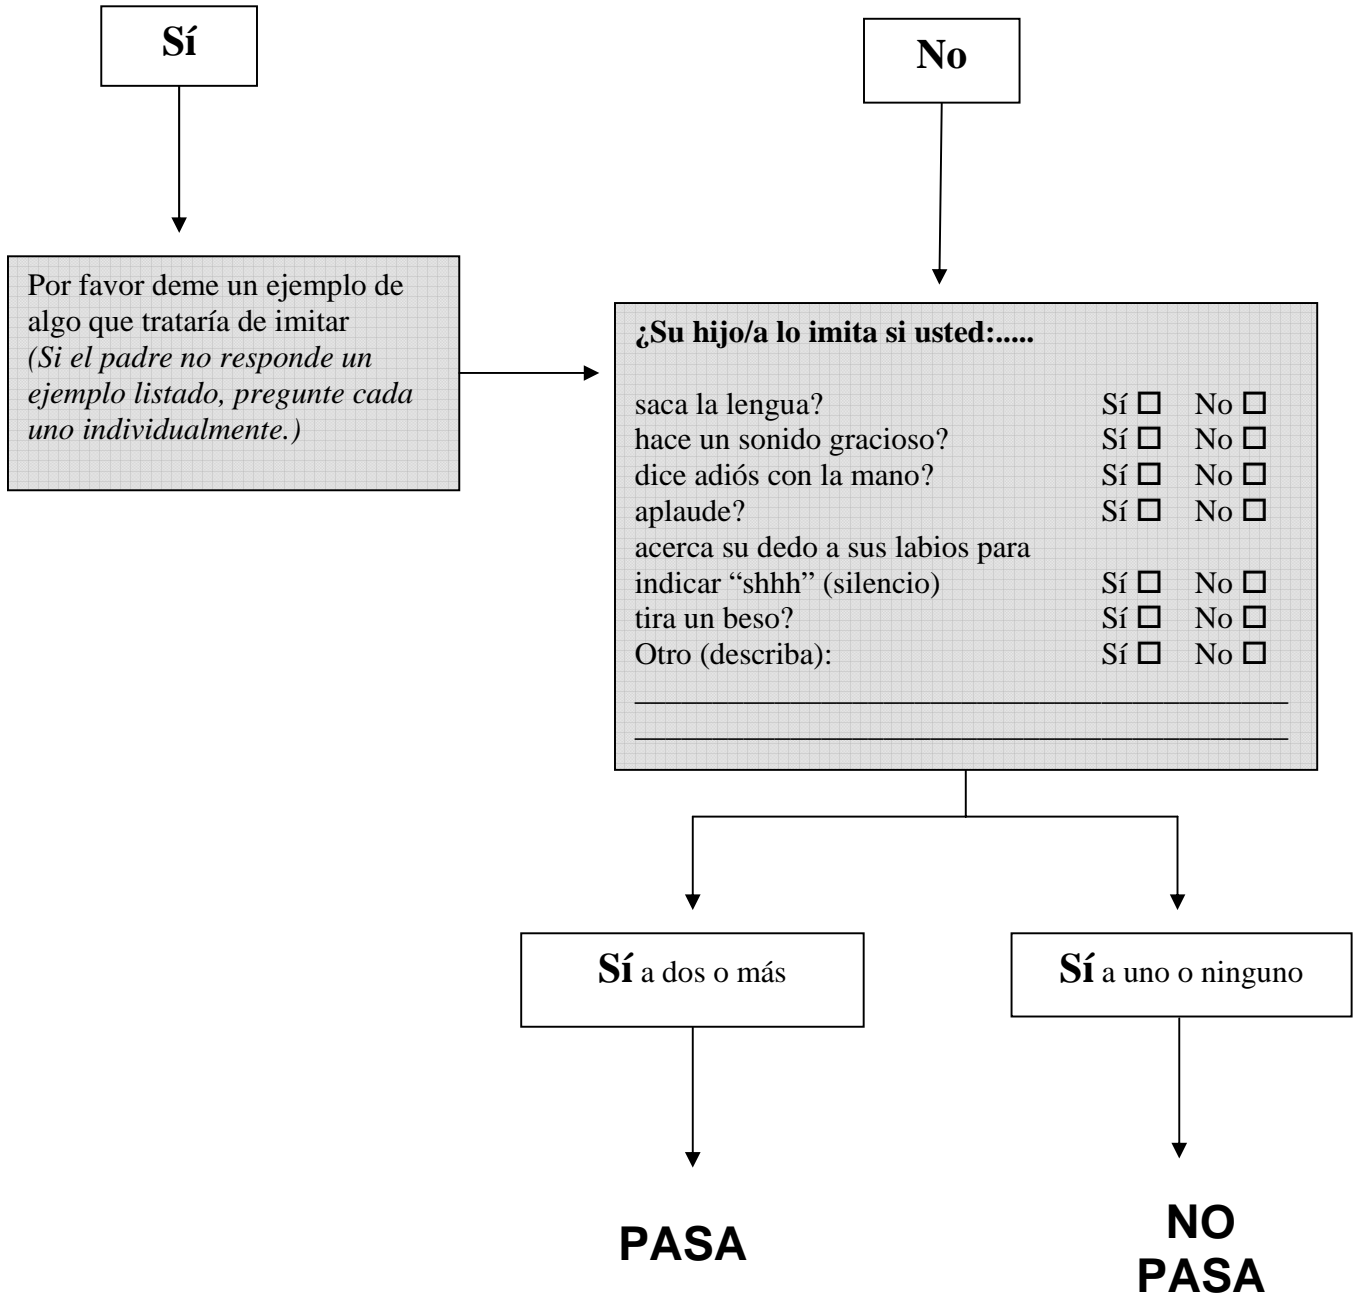 Sí
No
Por favor deme un ejemplo de
algo que trataría de imitar
(Si el padre no responde un
ejemplo listado, pregunte cada
uno individualmente.)
¿Su hijo/a lo imita si usted:.....
saca la lengua? Sí ☐ No ☐
hace un sonido gracioso? Sí ☐ No ☐
dice adiós con la mano? Sí ☐ No ☐
aplaude? Sí ☐ No ☐
acerca su dedo a sus labios para
indicar “shhh” (silencio) Sí ☐ No ☐
tira un beso? Sí ☐ No ☐
Otro (describa): Sí ☐ No ☐
Sí a dos o más
Sí a uno o ninguno
PASA
NO
PASA